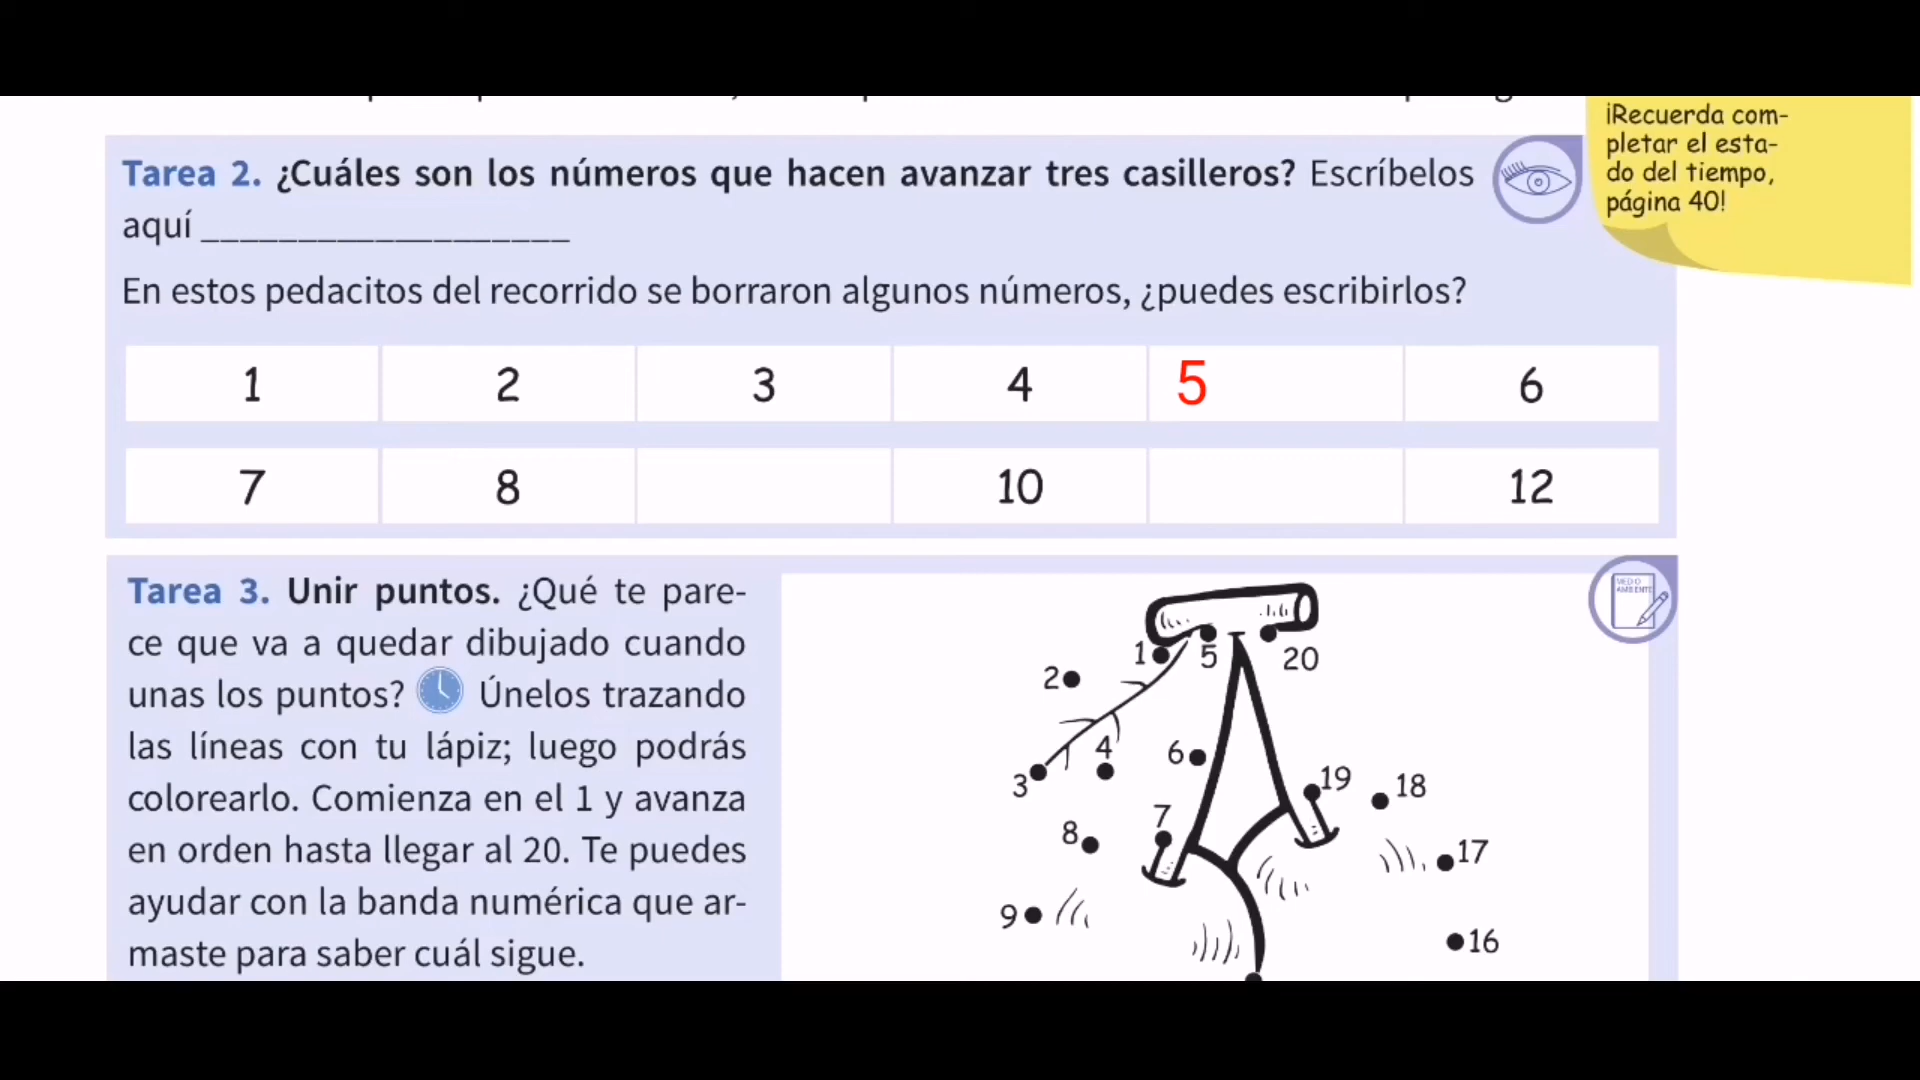 Tarea 2. ¿Cuáles son los números que hacen avanzar tres casilleros? Escríbelos
aquí ___________________
En estos pedacitos del recorrido se borraron algunos números, ¿puedes escribirlos?
1 2 3 4 5 6
7 8 10 12
¡Recuerda com-
pletar el esta-
do del tiempo,
página 40!
Tarea 3. Unir puntos. ¿Qué te pare-
ce que va a quedar dibujado cuando
unas los puntos? Únelos trazando
las líneas con tu lápiz; luego podrás
colorearlo. Comienza en el 1 y avanza
en orden hasta llegar al 20. Te puedes
ayudar con la banda numérica que ar-
maste para saber cuál sigue.
MEDIO
AMBIENTE
1 5 20
2
4 6
3 19 18
7
8 17
9
16